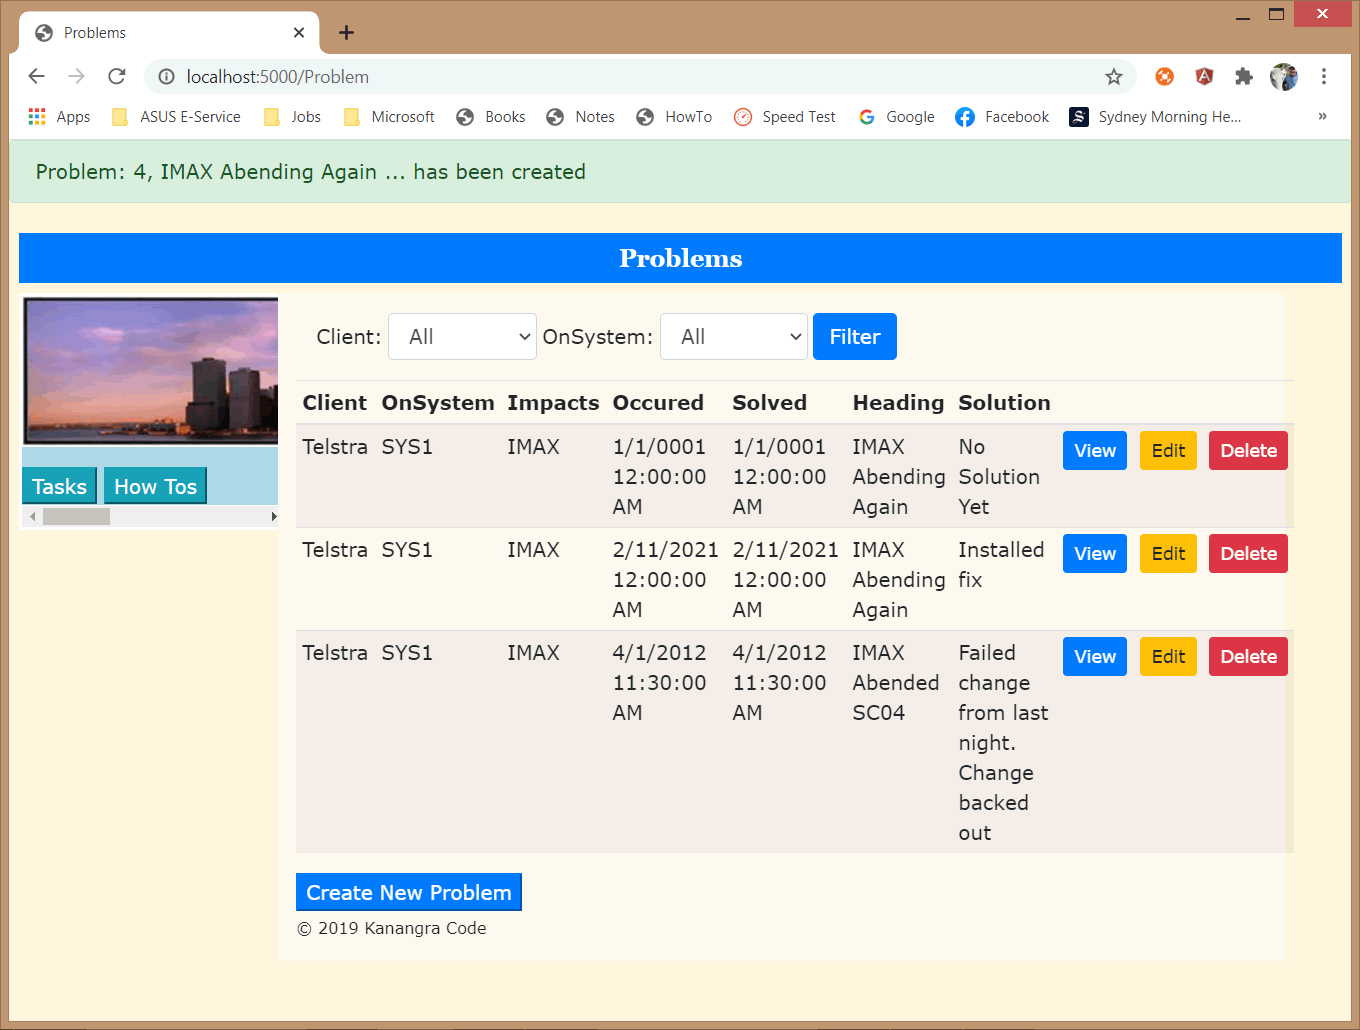 Problems
localhost:5000/Problem
Apps ASUS E-Service Jobs Microsoft Books Notes HowTo Speed Test Google Facebook Sydney Morning He... »
Problem: 4, IMAX Abending Again ... has been created
Problems
Client: All OnSystem: All Filter
Tasks How Tos
Client OnSystem Impacts Occured Solved Heading Solution
Telstra SYS1 IMAX 1/1/0001 1/1/0001 IMAX No View Edit Delete
12:00:00 12:00:00 Abending Solution
AM AM Again Yet
Telstra SYS1 IMAX 2/11/2021 2/11/2021 IMAX Installed View Edit Delete
12:00:00 12:00:00 Abending fix
AM AM Again
Telstra SYS1 IMAX 4/1/2012 4/1/2012 IMAX Failed View Edit Delete
11:30:00 11:30:00 Abended change
AM AM SC04 from last
night.
Change
backed
out
Create New Problem
© 2019 Kanangra Code